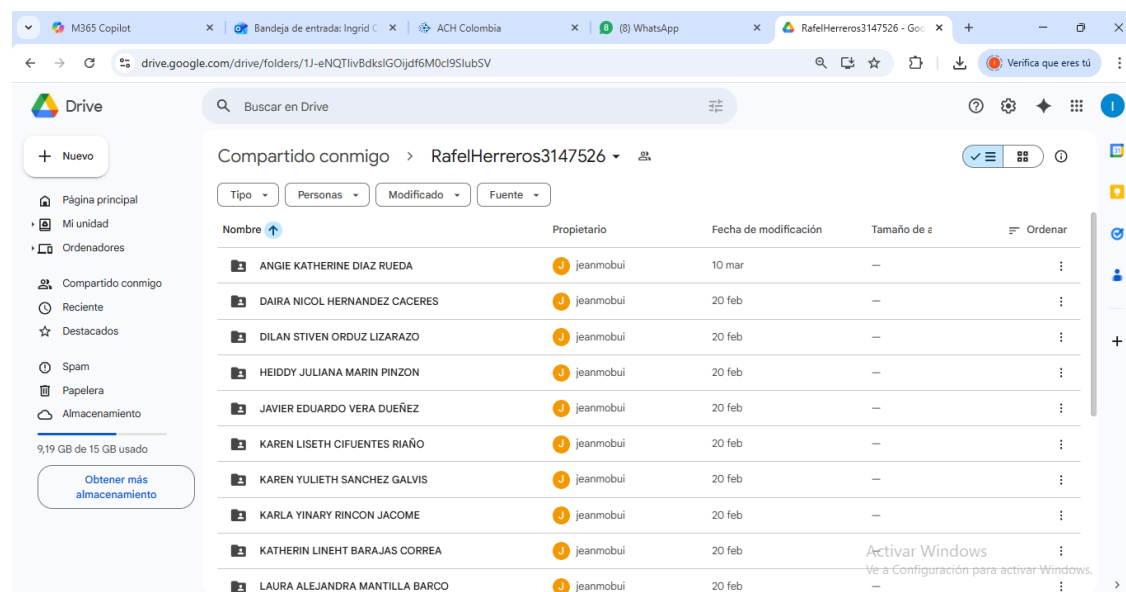 M365 Copilot
Bandeja de entrada: Ingrid C
ACH Colombia
8 (8) WhatsApp
RafelHerreros3147526 - Goo
drive.google.com/drive/folders/1J-eNQTlivBdksIGOijdf6M0cI9SlubSV
Verifica que eres tú
Drive
Buscar en Drive
I
Nuevo
Compartido conmigo > RafelHerreros3147526
31
Tipo Personas Modificado Fuente
Página principal
Mi unidad
Ordenadores
Compartido conmigo
Reciente
Destacados
Spam
Papelera
Almacenamiento
9,19 GB de 15 GB usado
Obtener más
almacenamiento
Nombre Propietario Fecha de modificación Tamaño de a Ordenar
ANGIE KATHERINE DIAZ RUEDA J jeanmobui 10 mar —
DAIRA NICOL HERNANDEZ CACERES J jeanmobui 20 feb —
DILAN STIVEN ORDUZ LIZARAZO J jeanmobui 20 feb —
HEIDDY JULIANA MARIN PINZON J jeanmobui 20 feb —
JAVIER EDUARDO VERA DUEÑEZ J jeanmobui 20 feb —
KAREN LISETH CIFUENTES RIAÑO J jeanmobui 20 feb —
KAREN YULIETH SANCHEZ GALVIS J jeanmobui 20 feb —
KARLA YINARY RINCON JACOME J jeanmobui 20 feb —
KATHERIN LINEHT BARAJAS CORREA J jeanmobui 20 feb —
LAURA ALEJANDRA MANTILLA BARCO J jeanmobui 20 feb —
Activar Windows
Ve a Configuración para activar Windows.